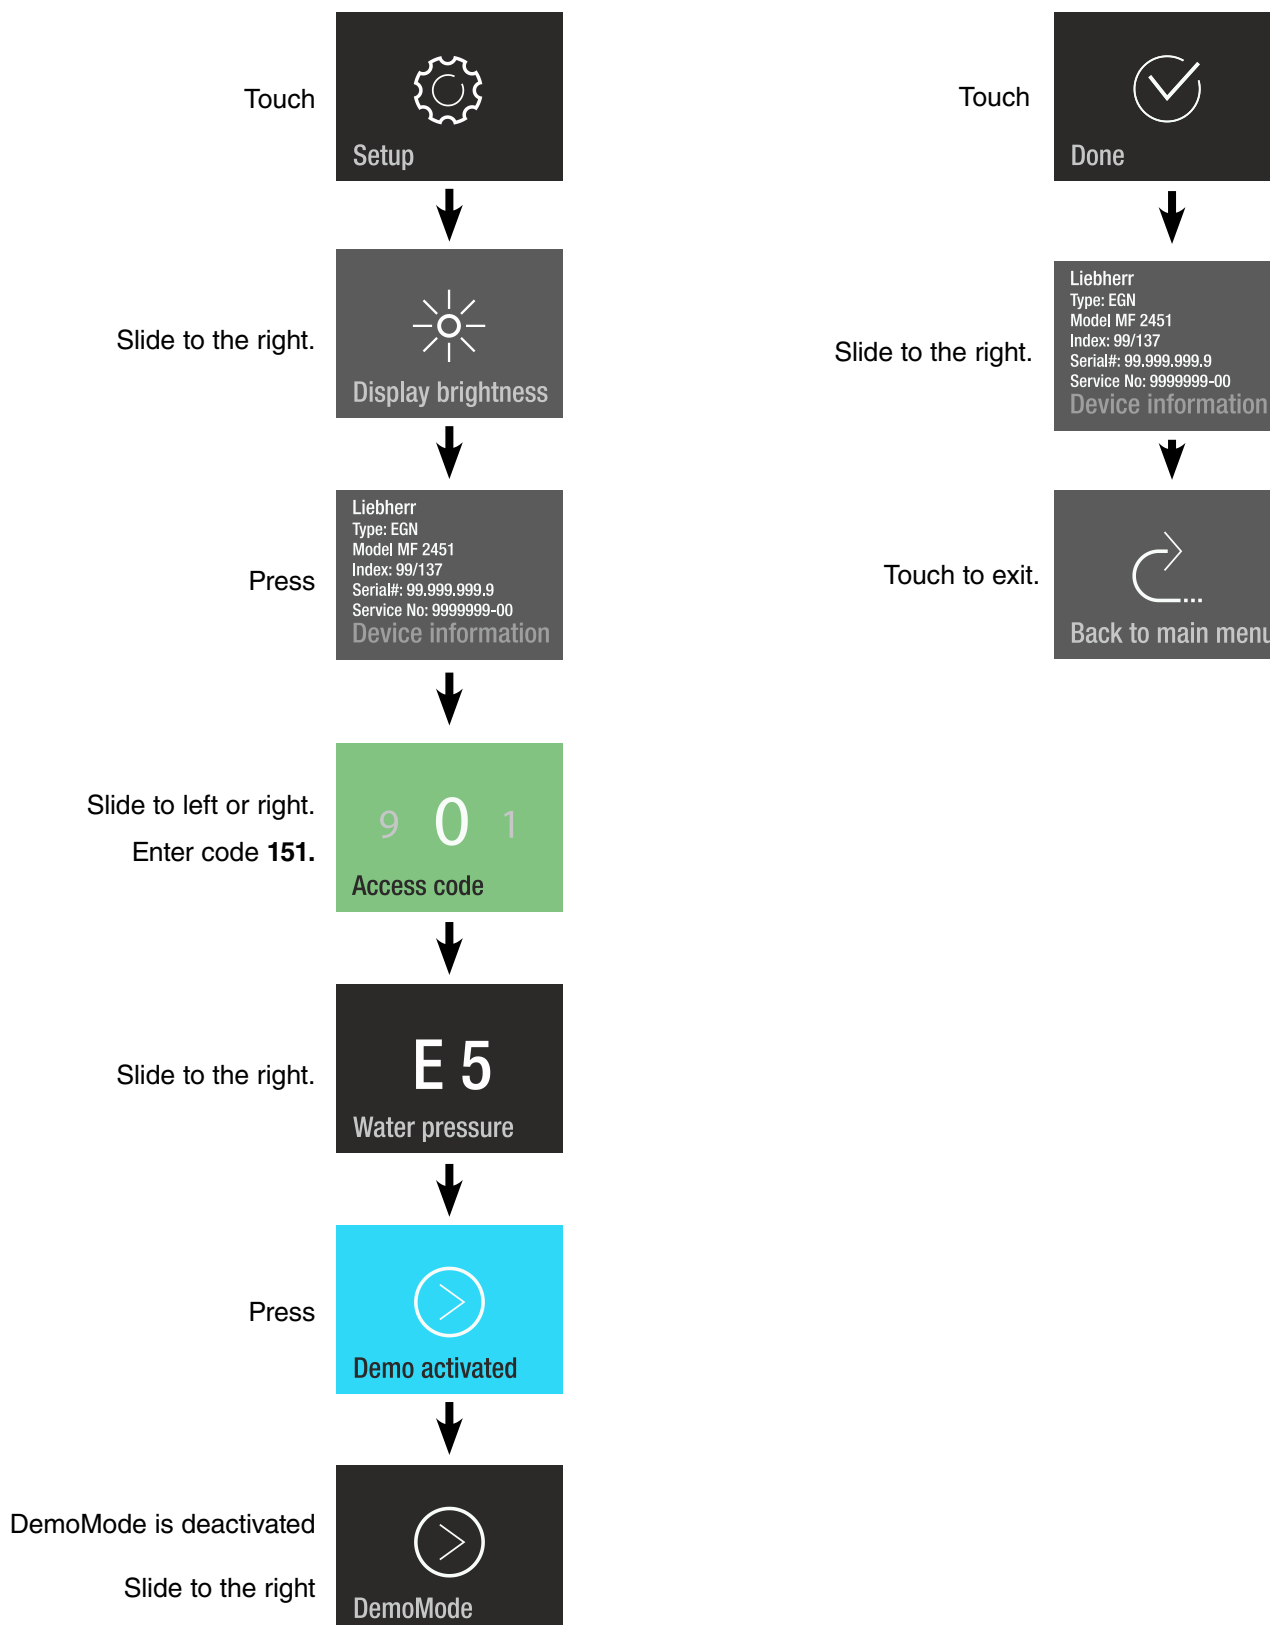 Touch
Setup
Slide to the right.
Display brightness
Press
Liebherr
Type: EGN
Model MF 2451
Index: 99/137
Serial#: 99.999.999.9
Service No: 9999999-00
Device information
Slide to left or right.
Enter code 151.
9 0 1
Access code
Slide to the right.
E 5
Water pressure
Press
Demo activated
DemoMode is deactivated
Slide to the right
DemoMode
Touch
Done
Slide to the right.
Liebherr
Type: EGN
Model MF 2451
Index: 99/137
Serial#: 99.999.999.9
Service No: 9999999-00
Device information
Touch to exit.
Back to main menu